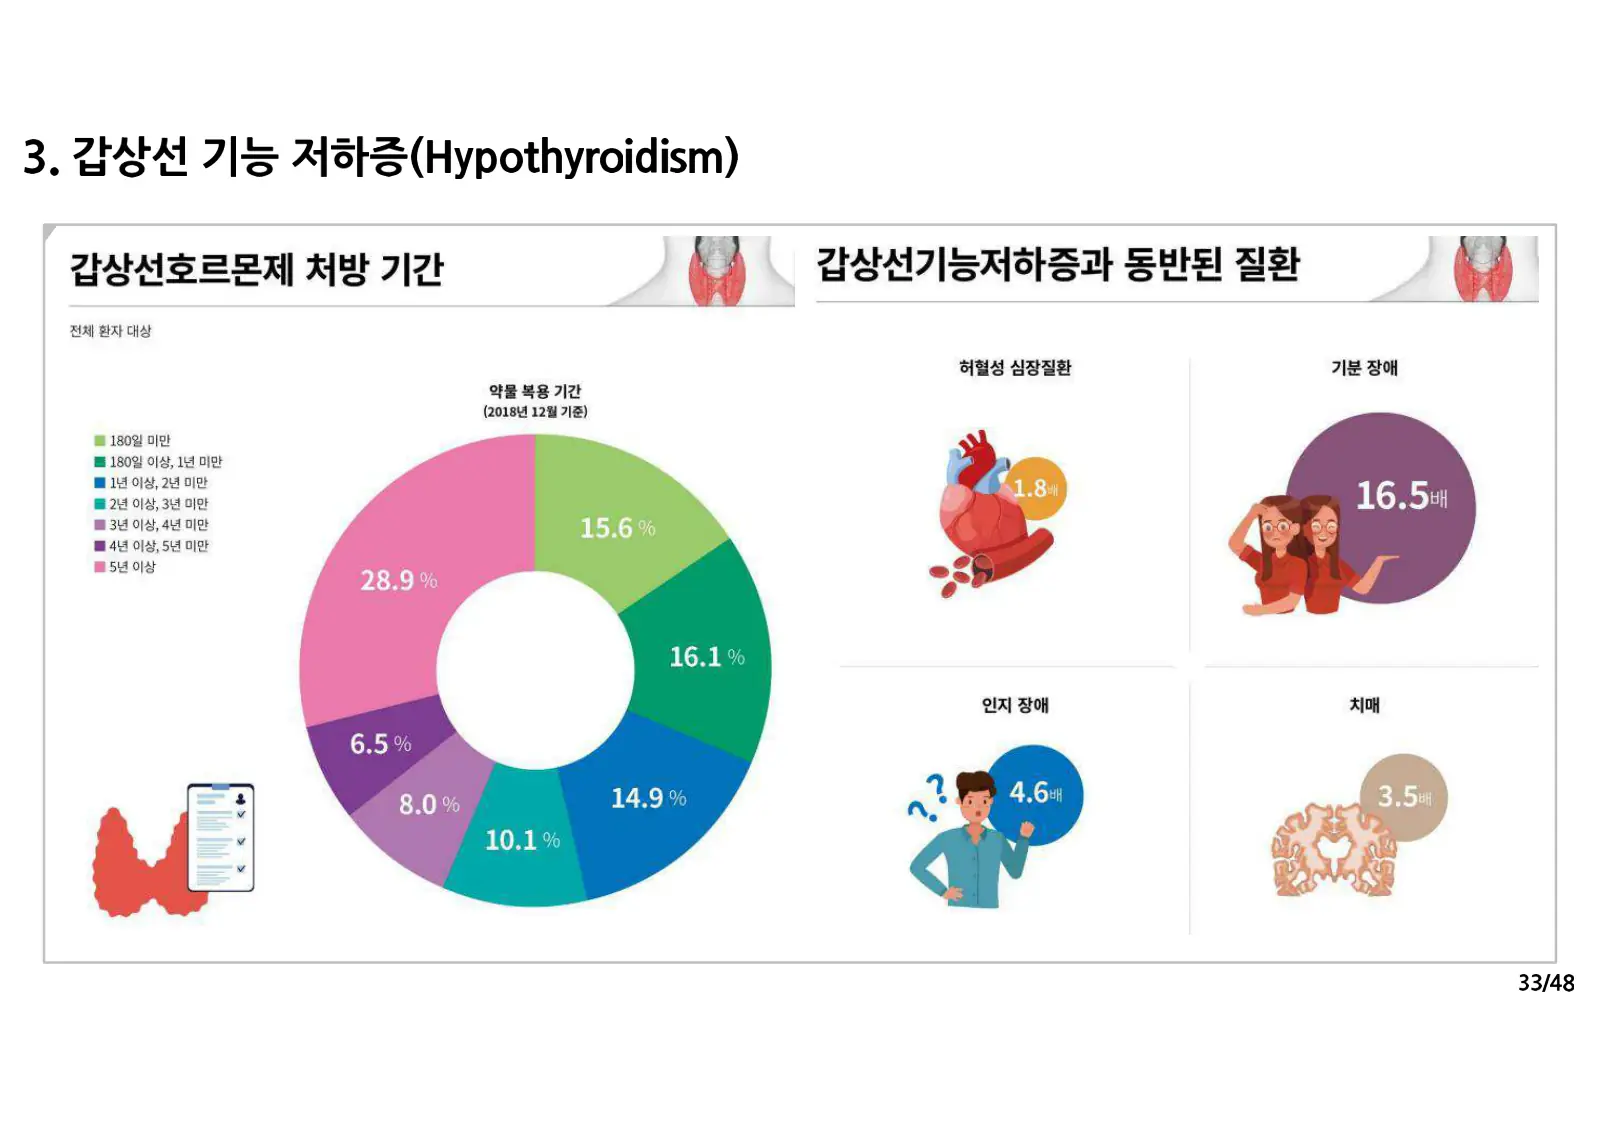 3. 갑상선 기능 저하증(Hypothyroidism)
갑상선호르몬제 처방 기간
전체 환자 대상
약물 복용 기간
(2018년 12월 기준)
180일 미만
180일 이상, 1년 미만
1년 이상, 2년 미만
2년 이상, 3년 미만
3년 이상, 4년 미만
4년 이상, 5년 미만
5년 이상
15.6 %
16.1 %
14.9 %
10.1 %
8.0 %
6.5 %
28.9 %
갑상선기능저하증과 동반된 질환
허혈성 심장질환
1.8배
기분 장애
16.5배
인지 장애
4.6배
치매
3.5배
33/48